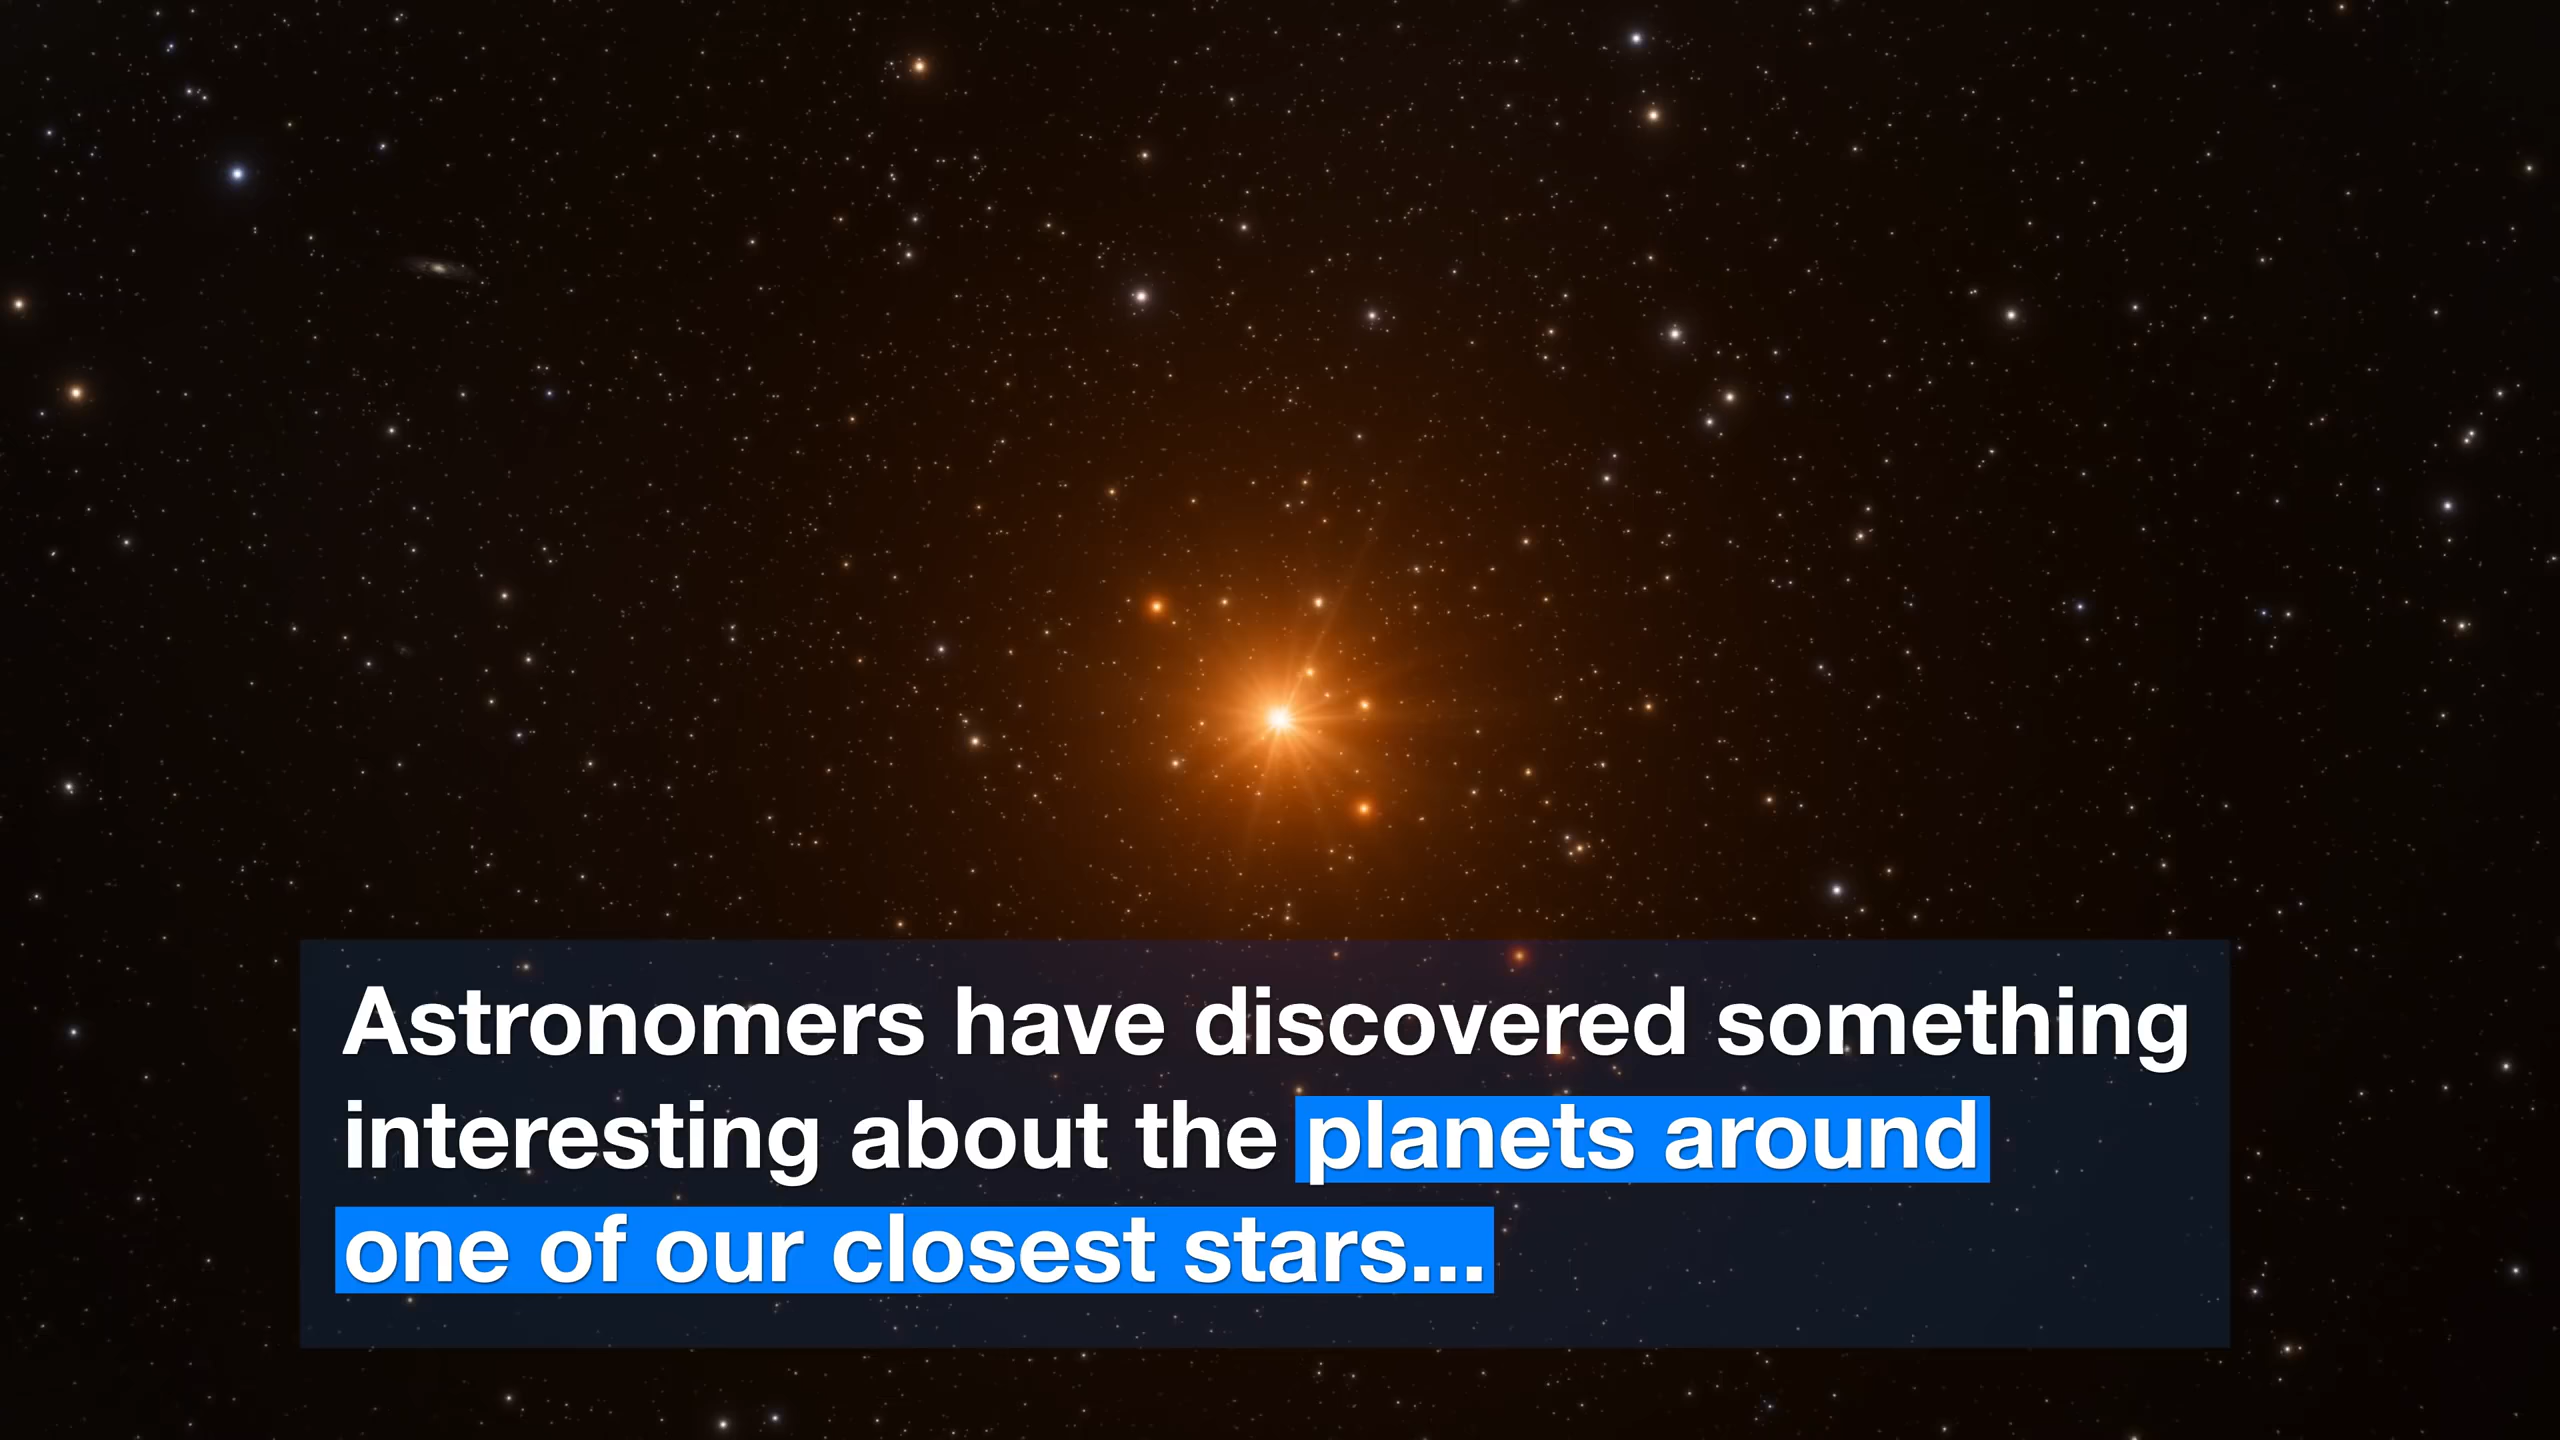 Astronomers have discovered something
interesting about the planets around
one of our closest stars...